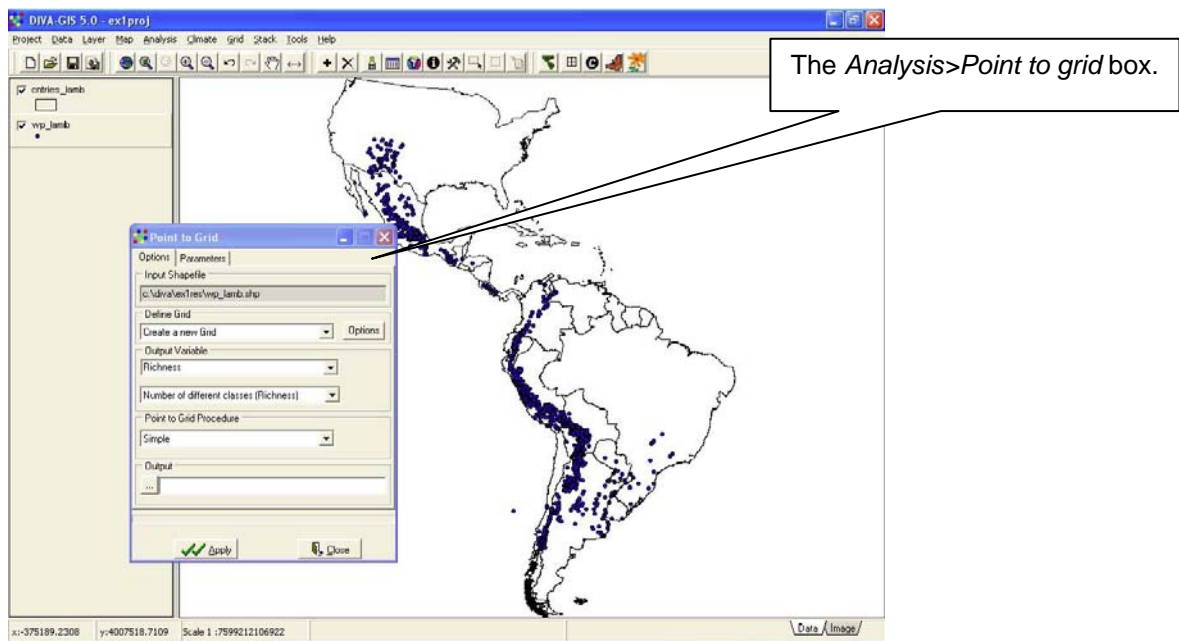 DIVA-GIS 5.0 - ex1proj
Project Data Layer Map Analysis Climate Grid Stack Tools Help
The Analysis>Point to grid box.
cntries_lamb
wp_lamb
Point to Grid
Options Parameters
Input Shapefile
c:\diva\ex1res\wp_lamb.shp
Define Grid
Create a new Grid Options
Output Variable
Richness
Number of different classes (Richness)
Point to Grid Procedure
Simple
Output
...
Apply Close
x:-375189.2308 y:4007518.7109 Scale 1 :7599212106922 Data Image